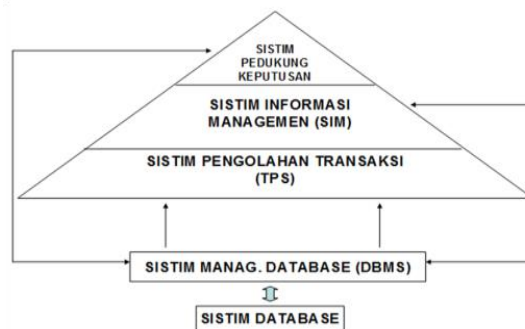 SISTIM
PEDUKUNG
KEPUTUSAN
SISTIM INFORMASI
MANAGEMEN (SIM)
SISTIM PENGOLAHAN TRANSAKSI
(TPS)
SISTIM MANAG. DATABASE (DBMS)
SISTIM DATABASE